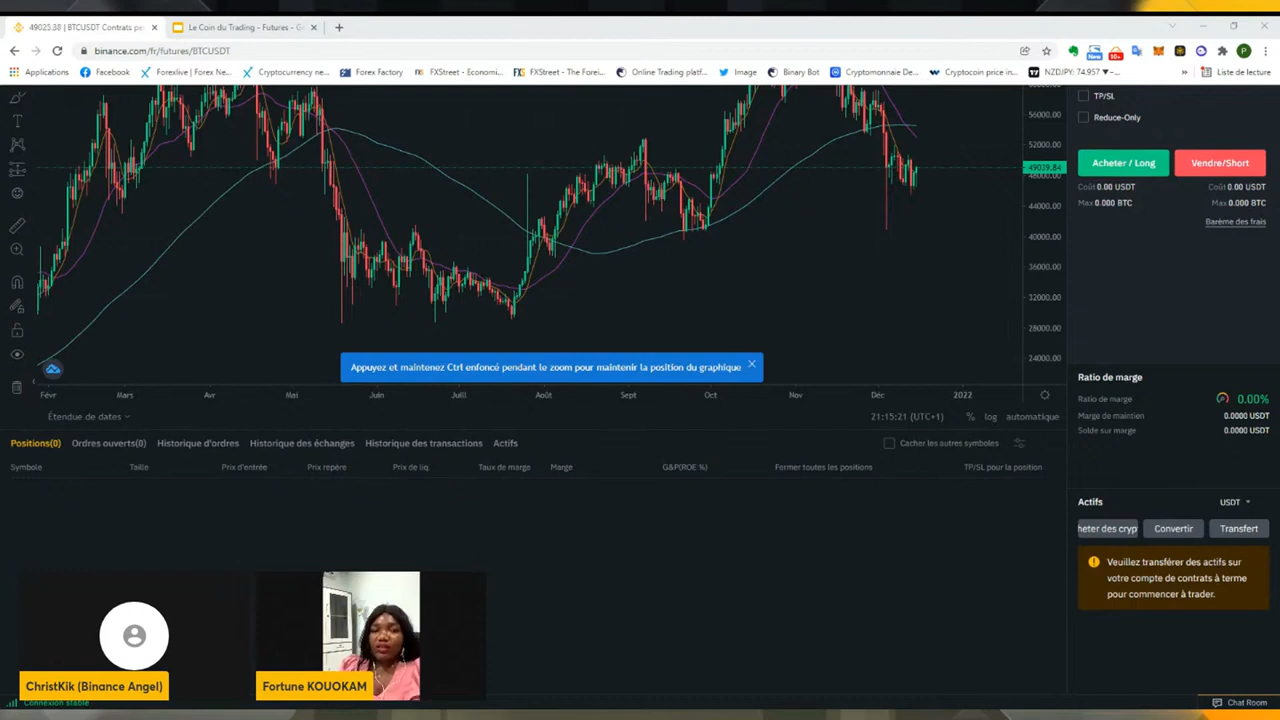 49025.38 | BTCUSDT Contrats pe
Le Coin du Trading - Futures - G
binance.com/fr/futures/BTCUSDT
New
10+
P
Applications
Facebook
Forexlive | Forex Ne...
Cryptocurrency ne...
Forex Factory
FXStreet - Economi...
FXStreet - The Forei...
Online Trading platf...
Image
Binary Bot
Cryptomonnaie De...
Cryptocoin price in...
NZDJPY: 74,957 ▼−...
»
Liste de lecture
60000.00
56000.00
52000.00
49039.84
48000.00
44000.00
40000.00
36000.00
32000.00
28000.00
24000.00
TP/SL
Reduce-Only
Acheter / Long
Vendre/Short
Coût 0.00 USDT
Coût 0.00 USDT
Max 0.000 BTC
Max 0.000 BTC
Barème des frais
Appuyez et maintenez Ctrl enfoncé pendant le zoom pour maintenir la position du graphique
Févr
Mars
Avr
Mai
Juin
Juill
Août
Sept
Oct
Nov
Déc
2022
Étendue de dates
21:15:21 (UTC+1)
%
log
automatique
Ratio de marge
Ratio de marge
0.00%
Marge de maintien
0.0000 USDT
Solde sur marge
0.0000 USDT
Positions(0)
Ordres ouverts(0)
Historique d'ordres
Historique des échanges
Historique des transactions
Actifs
Cacher les autres symboles
Symbole
Taille
Prix d'entrée
Prix repère
Prix de liq.
Taux de marge
Marge
G&P(ROE %)
Fermer toutes les positions
TP/SL pour la position
Actifs
USDT
heter des cryp
Convertir
Transfert
Veuillez transférer des actifs sur
votre compte de contrats à terme
pour commencer à trader.
ChristKik (Binance Angel)
Fortune KOUOKAM
Connexion stable
Chat Room